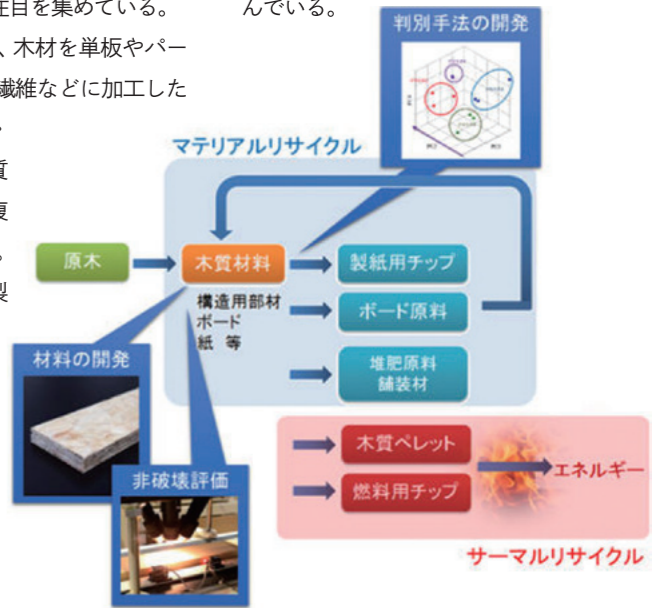 在目を集めている。
、木材を単板やパー
繊維などに加工した
質
复
。
製
んでいる。
判別手法の開発
マテリアルリサイクル
原木
木質材料
構造用部材
ボード
紙 等
製紙用チップ
ボード原料
堆肥原料
舗装材
材料の開発
非破壊評価
木質ペレット
燃料用チップ
エネルギー
サーマルリサイクル